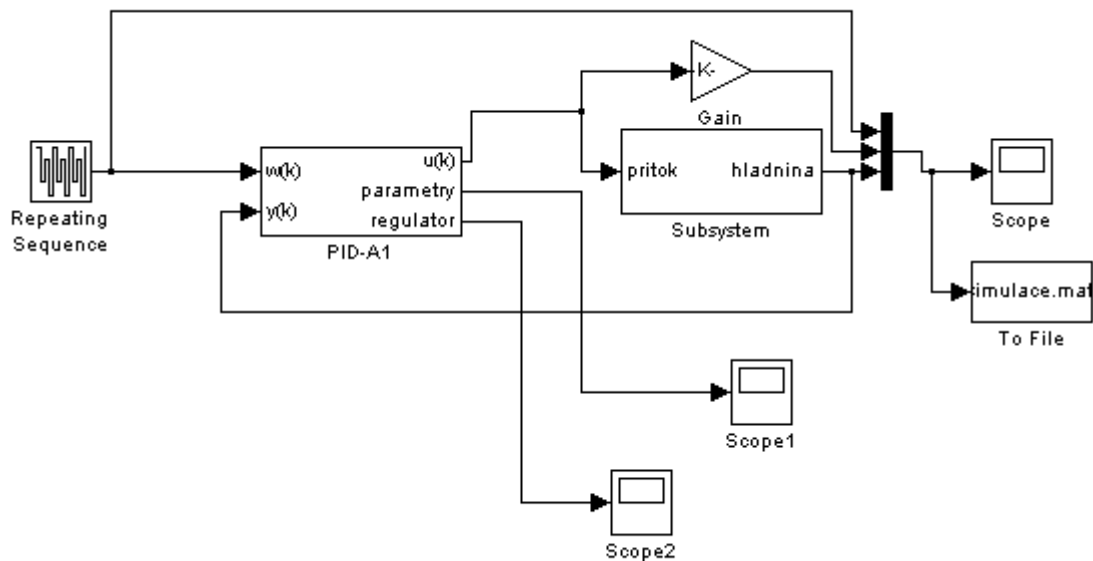 K-
Gain
Repeating
Sequence
w(k)
y(k)
u(k)
parametry
regulator
PID-A1
pritok
hladnina
Subsystem
Scope
imulace.mat
To File
Scope1
Scope2